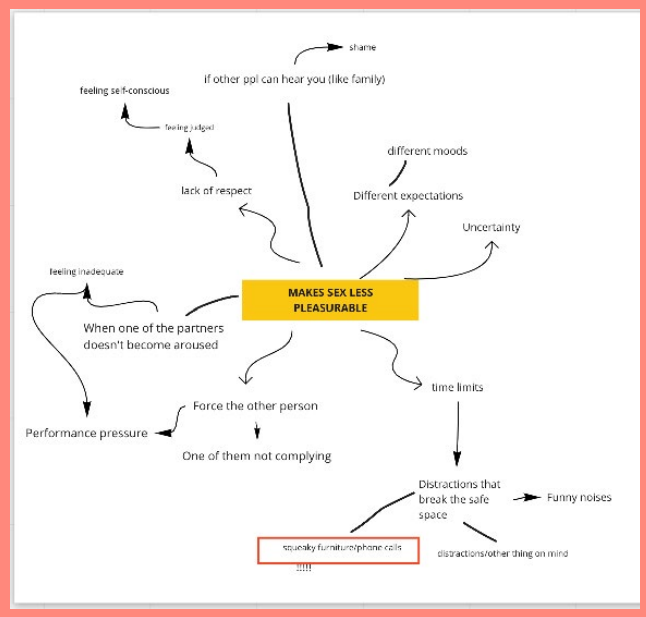 shame
if other ppl can hear you (like family)
feeling self-conscious
feeling judged
different moods
lack of respect
Different expectations
Uncertainty
feeling inadequate
MAKES SEX LESS
PLEASURABLE
When one of the partners
doesn't become aroused
time limits
Force the other person
Performance pressure
One of them not complying
Distractions that
break the safe
space
Funny noises
squeaky furniture/phone calls
!!!!!
distractions/other thing on mind